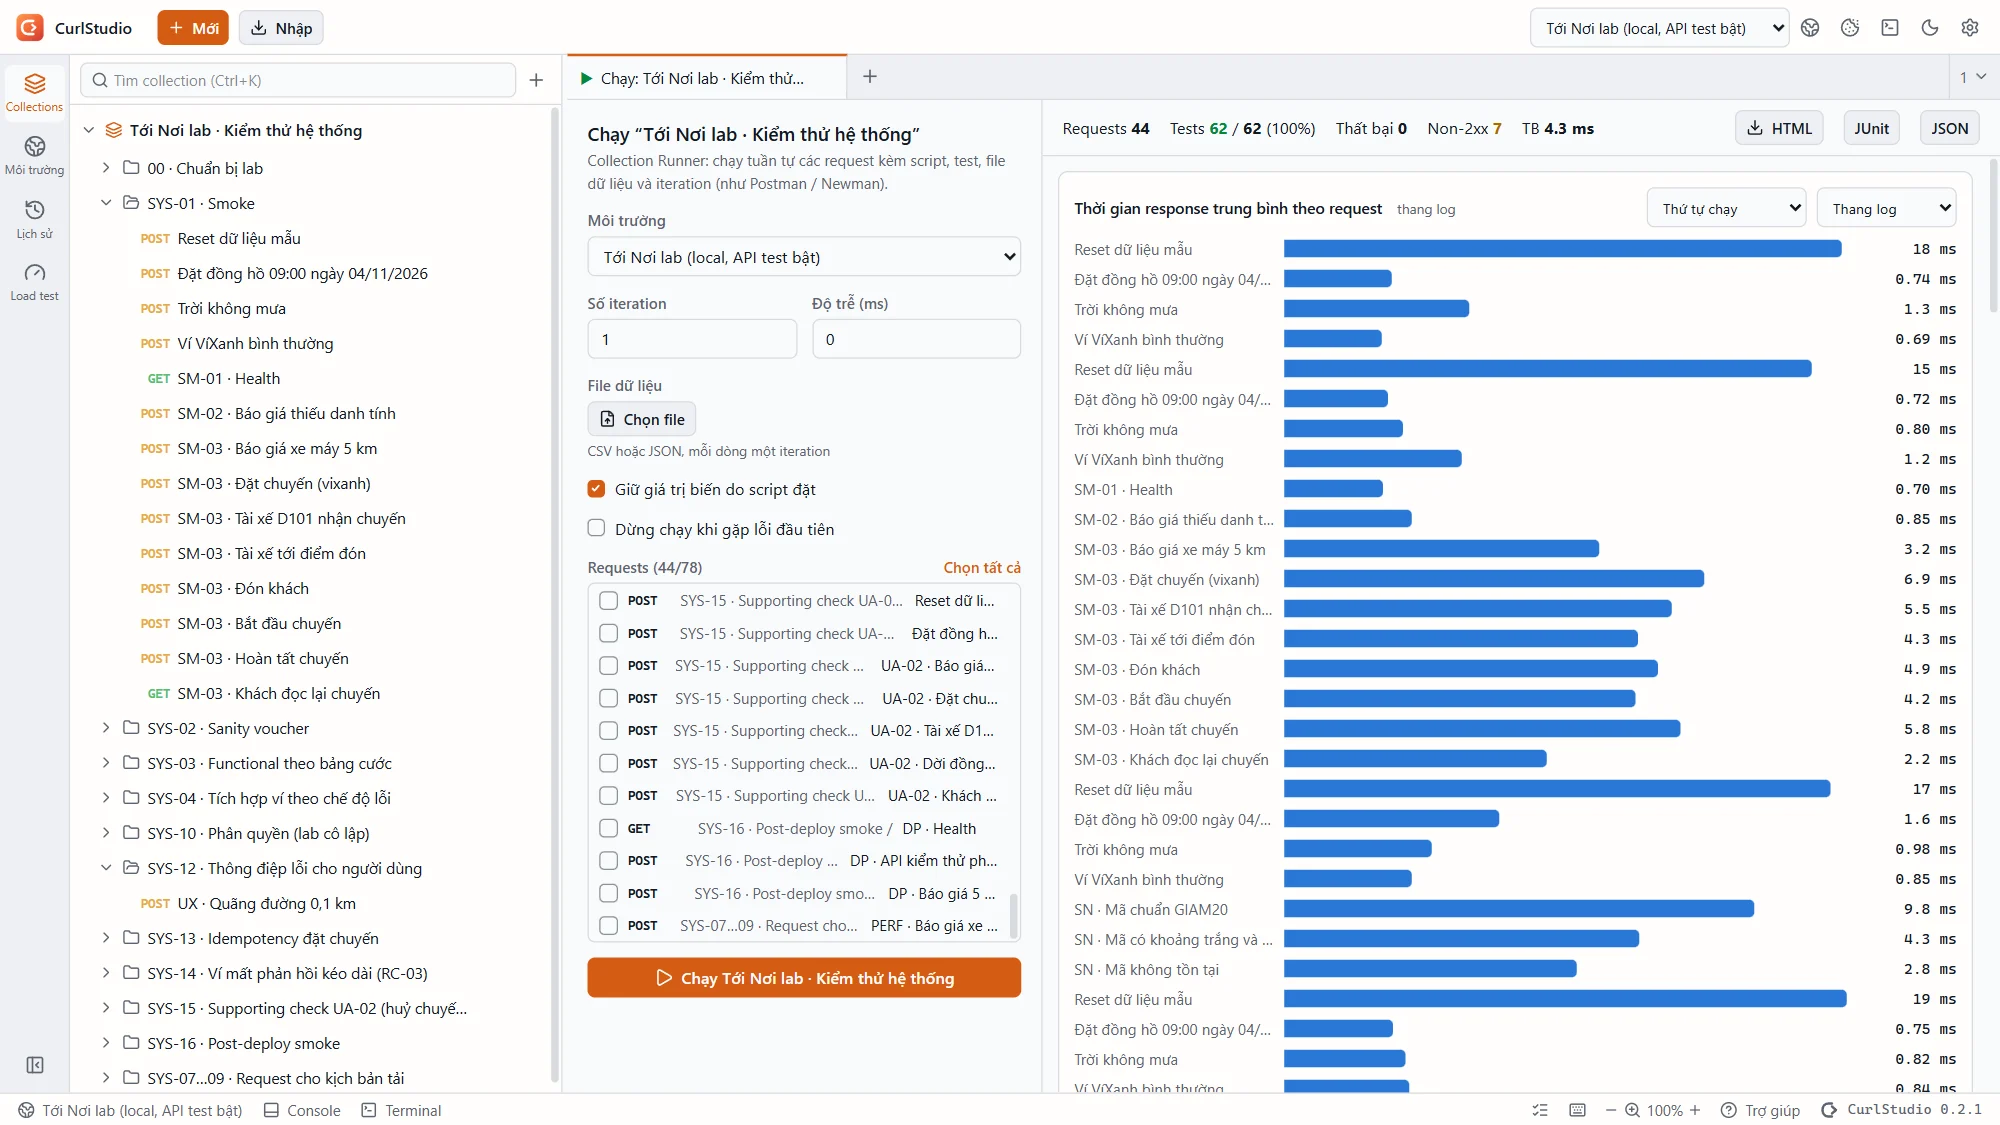 CurlStudio
Mới
Nhập
Tới Nơi lab (local, API test bật)
Collections
Môi trường
Lịch sử
Load test
Tìm collection (Ctrl+K)
Tới Nơi lab · Kiểm thử hệ thống
00 · Chuẩn bị lab
SYS-01 · Smoke
POST Reset dữ liệu mẫu
POST Đặt đồng hồ 09:00 ngày 04/11/2026
POST Trời không mưa
POST Ví VíXanh bình thường
GET SM-01 · Health
POST SM-02 · Báo giá thiếu danh tính
POST SM-03 · Báo giá xe máy 5 km
POST SM-03 · Đặt chuyến (vixanh)
POST SM-03 · Tài xế D101 nhận chuyến
POST SM-03 · Tài xế tới điểm đón
POST SM-03 · Đón khách
POST SM-03 · Bắt đầu chuyến
POST SM-03 · Hoàn tất chuyến
GET SM-03 · Khách đọc lại chuyến
SYS-02 · Sanity voucher
SYS-03 · Functional theo bảng cước
SYS-04 · Tích hợp ví theo chế độ lỗi
SYS-10 · Phân quyền (lab cô lập)
SYS-12 · Thông điệp lỗi cho người dùng
POST UX · Quãng đường 0,1 km
SYS-13 · Idempotency đặt chuyến
SYS-14 · Ví mất phản hồi kéo dài (RC-03)
SYS-15 · Supporting check UA-02 (huỷ chuyế...
SYS-16 · Post-deploy smoke
SYS-07...09 · Request cho kịch bản tải
Chạy: Tới Nơi lab · Kiểm thử...
1
Chạy “Tới Nơi lab · Kiểm thử hệ thống”
Collection Runner: chạy tuần tự các request kèm script, test, file
dữ liệu và iteration (như Postman / Newman).
Môi trường
Tới Nơi lab (local, API test bật)
Số iteration
Độ trễ (ms)
1
0
File dữ liệu
Chọn file
CSV hoặc JSON, mỗi dòng một iteration
Giữ giá trị biến do script đặt
Dừng chạy khi gặp lỗi đầu tiên
Requests (44/78)
Chọn tất cả
POST SYS-15 · Supporting check UA-0... Reset dữ li...
POST SYS-15 · Supporting check UA-... Đặt đồng h...
POST SYS-15 · Supporting check ... UA-02 · Báo giá...
POST SYS-15 · Supporting check ... UA-02 · Đặt chu...
POST SYS-15 · Supporting check... UA-02 · Tài xế D1...
POST SYS-15 · Supporting check... UA-02 · Dời đồng...
POST SYS-15 · Supporting check U... UA-02 · Khách ...
GET SYS-16 · Post-deploy smoke / DP · Health
POST SYS-16 · Post-deploy ... DP · API kiểm thử ph...
POST SYS-16 · Post-deploy smo... DP · Báo giá 5 ...
POST SYS-07...09 · Request cho... PERF · Báo giá xe ...
Chạy Tới Nơi lab · Kiểm thử hệ thống
Requests 44 Tests 62 / 62 (100%) Thất bại 0 Non-2xx 7 TB 4.3 ms
HTML
JUnit
JSON
Thời gian response trung bình theo request thang log
Thứ tự chạy
Thang log
Reset dữ liệu mẫu 18 ms
Đặt đồng hồ 09:00 ngày 04/... 0.74 ms
Trời không mưa 1.3 ms
Ví VíXanh bình thường 0.69 ms
Reset dữ liệu mẫu 15 ms
Đặt đồng hồ 09:00 ngày 04/... 0.72 ms
Trời không mưa 0.80 ms
Ví VíXanh bình thường 1.2 ms
SM-01 · Health 0.70 ms
SM-02 · Báo giá thiếu danh t... 0.85 ms
SM-03 · Báo giá xe máy 5 km 3.2 ms
SM-03 · Đặt chuyến (vixanh) 6.9 ms
SM-03 · Tài xế D101 nhận ch... 5.5 ms
SM-03 · Tài xế tới điểm đón 4.3 ms
SM-03 · Đón khách 4.9 ms
SM-03 · Bắt đầu chuyến 4.2 ms
SM-03 · Hoàn tất chuyến 5.8 ms
SM-03 · Khách đọc lại chuyến 2.2 ms
Reset dữ liệu mẫu 17 ms
Đặt đồng hồ 09:00 ngày 04/... 1.6 ms
Trời không mưa 0.98 ms
Ví VíXanh bình thường 0.85 ms
SN · Mã chuẩn GIAM20 9.8 ms
SN · Mã có khoảng trắng và ... 4.3 ms
SN · Mã không tồn tại 2.8 ms
Reset dữ liệu mẫu 19 ms
Đặt đồng hồ 09:00 ngày 04/... 0.75 ms
Trời không mưa 0.82 ms
Ví VíXanh bình thường 0.84 ms
Tới Nơi lab (local, API test bật)
Console
Terminal
100%
Trợ giúp
CurlStudio 0.2.1